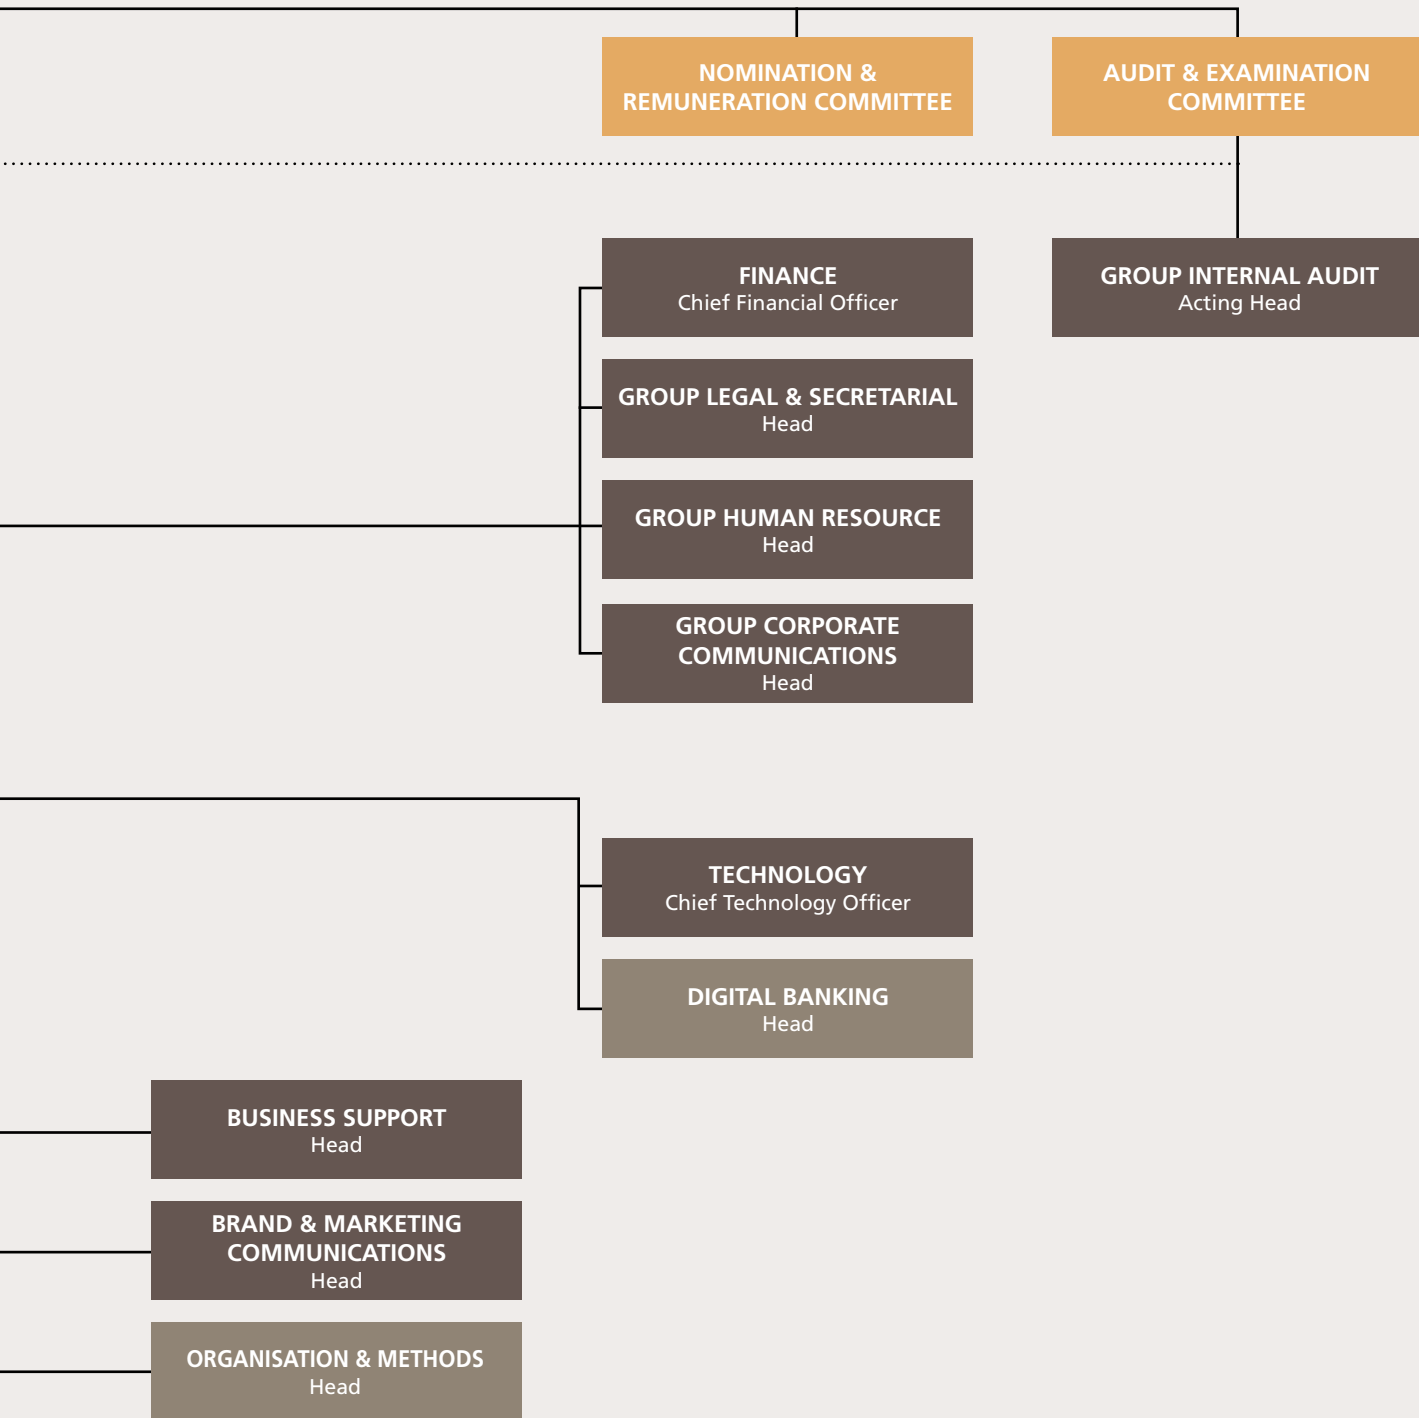 NOMINATION &
REMUNERATION COMMITTEE
AUDIT & EXAMINATION
COMMITTEE
FINANCE
Chief Financial Officer
GROUP INTERNAL AUDIT
Acting Head
GROUP LEGAL & SECRETARIAL
Head
GROUP HUMAN RESOURCE
Head
GROUP CORPORATE
COMMUNICATIONS
Head
TECHNOLOGY
Chief Technology Officer
DIGITAL BANKING
Head
BUSINESS SUPPORT
Head
BRAND & MARKETING
COMMUNICATIONS
Head
ORGANISATION & METHODS
Head